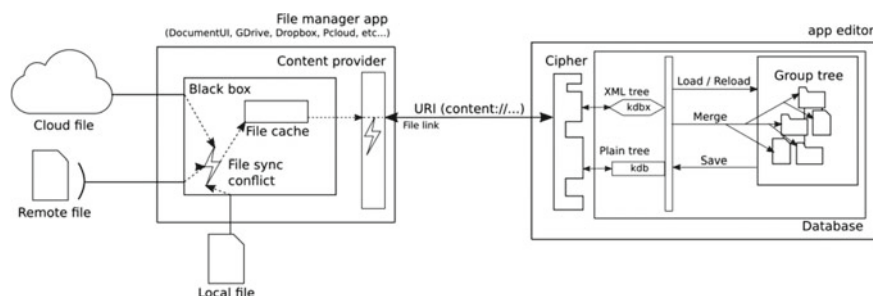 File manager app
(DocumentUI, GDrive, Dropbox, Pcloud, etc...)
Content provider
Black box
File cache
File sync
conflict
Cloud file
Remote file
Local file
URI (content://...)
File link
app editor
Cipher
XML tree
kdbx
Plain tree
kdb
Load / Reload
Merge
Save
Group tree
Database